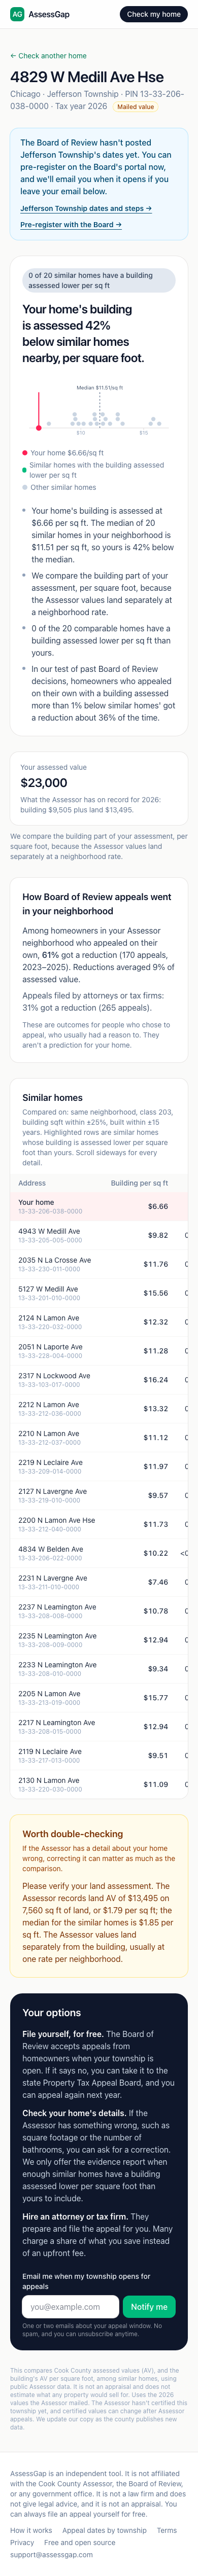 AG AssessGap
Check my home
← Check another home
4829 W Medill Ave Hse
Chicago · Jefferson Township · PIN 13-33-206-
038-0000 · Tax year 2026 Mailed value
The Board of Review hasn't posted
Jefferson Township's dates yet. You can
pre-register on the Board's portal now,
and we'll email you when it opens if you
leave your email below.
Jefferson Township dates and steps →
Pre-register with the Board →
0 of 20 similar homes have a building
assessed lower per sq ft
Your home's building
is assessed 42%
below similar homes
nearby, per square foot.
Median $11.51/sq ft
$10
$15
Your home $6.66/sq ft
Similar homes with the building assessed
lower per sq ft
Other similar homes
Your home's building is assessed at
$6.66 per sq ft. The median of 20
similar homes in your neighborhood is
$11.51 per sq ft, so yours is 42% below
the median.
We compare the building part of your
assessment, per square foot, because
the Assessor values land separately at
a neighborhood rate.
0 of the 20 comparable homes have a
building assessed lower per sq ft than
yours.
In our test of past Board of Review
decisions, homeowners who appealed
on their own with a building assessed
more than 1% below similar homes' got
a reduction about 36% of the time.
Your assessed value
$23,000
What the Assessor has on record for 2026:
building $9,505 plus land $13,495.
We compare the building part of your assessment, per
square foot, because the Assessor values land
separately at a neighborhood rate.
How Board of Review appeals went
in your neighborhood
Among homeowners in your Assessor
neighborhood who appealed on their
own, 61% got a reduction (170 appeals,
2023–2025). Reductions averaged 9% of
assessed value.
Appeals filed by attorneys or tax firms:
31% got a reduction (265 appeals).
These are outcomes for people who chose to
appeal, who usually had a reason to. They
aren't a prediction for your home.
Similar homes
Compared on: same neighborhood, class 203,
building sqft within ±25%, built within ±15
years. Highlighted rows are similar homes
whose building is assessed lower per square
foot than yours. Scroll sideways for every
detail.
Address Building per sq ft
Your home $6.66
13-33-206-038-0000
4943 W Medill Ave $9.82
13-33-205-005-0000
2035 N La Crosse Ave $11.76
13-33-230-011-0000
5127 W Medill Ave $15.56
13-33-201-010-0000
2124 N Lamon Ave $12.32
13-33-220-032-0000
2051 N Laporte Ave $11.28
13-33-228-004-0000
2317 N Lockwood Ave $16.24
13-33-103-017-0000
2212 N Lamon Ave $13.32
13-33-212-036-0000
2210 N Lamon Ave $11.12
13-33-212-037-0000
2219 N Leclaire Ave $11.97
13-33-209-014-0000
2127 N Lavergne Ave $9.57
13-33-219-010-0000
2200 N Lamon Ave Hse $11.73
13-33-212-040-0000
4834 W Belden Ave $10.22 <0
13-33-206-022-0000
2231 N Lavergne Ave $7.46
13-33-211-010-0000
2237 N Leamington Ave $10.78
13-33-208-008-0000
2235 N Leamington Ave $12.94
13-33-208-009-0000
2233 N Leamington Ave $9.34
13-33-208-010-0000
2205 N Lamon Ave $15.77
13-33-213-019-0000
2217 N Leamington Ave $12.94
13-33-208-015-0000
2119 N Leclaire Ave $9.51
13-33-217-013-0000
2130 N Lamon Ave $11.09
13-33-220-030-0000
Worth double-checking
If the Assessor has a detail about your home
wrong, correcting it can matter as much as the
comparison.
Please verify your land assessment. The
Assessor records land AV of $13,495 on
7,560 sq ft of land, or $1.79 per sq ft; the
median for the similar homes is $1.85 per
sq ft. The Assessor values land
separately from the building, usually at
one rate per neighborhood.
Your options
File yourself, for free. The Board of
Review accepts appeals from
homeowners when your township is
open. If it says no, you can take it to the
state Property Tax Appeal Board, and you
can appeal again next year.
Check your home's details. If the
Assessor has something wrong, such as
square footage or the number of
bathrooms, you can ask for a correction.
We only offer the evidence report when
enough similar homes have a building
assessed lower per square foot than
yours to include.
Hire an attorney or tax firm. They
prepare and file the appeal for you. Many
charge a share of what you save instead
of an upfront fee.
Email me when my township opens for
appeals
you@example.com
Notify me
One or two emails about your appeal window. No
spam, and you can unsubscribe anytime.
This compares Cook County assessed values (AV), and the
building's AV per square foot, among similar homes, using
public Assessor data. It is not an appraisal and does not
estimate what any property would sell for. Uses the 2026
values the Assessor mailed. The Assessor hasn't certified this
township yet, and certified values can change after Assessor
appeals. We update our copy as the county publishes new
data.
AssessGap is an independent tool. It is not affiliated
with the Cook County Assessor, the Board of Review,
or any government office. It is not a law firm and does
not give legal advice, and it is not an appraisal. You
can always file an appeal yourself for free.
How it works Appeal dates by township Terms
Privacy Free and open source
support@assessgap.com